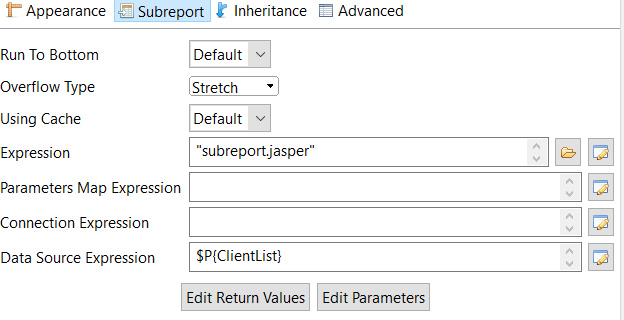 Appearance Subreport Inheritance Advanced
Run To Bottom Default
Overflow Type Stretch
Using Cache Default
Expression "subreport.jasper"
Parameters Map Expression
Connection Expression
Data Source Expression $P{ClientList}
Edit Return Values Edit Parameters